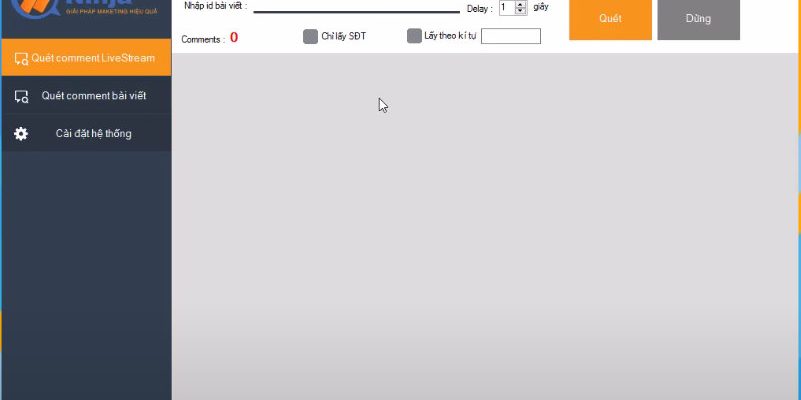 Ninja
GIẢI PHÁP MAKETING HIỆU QUẢ
Nhập id bài viết :
Delay : 1 giây
Quét
Dừng
Comments : 0
Chỉ lấy SĐT
Lấy theo kí tự
Quét comment LiveStream
Quét comment bài viết
Cài đặt hệ thống